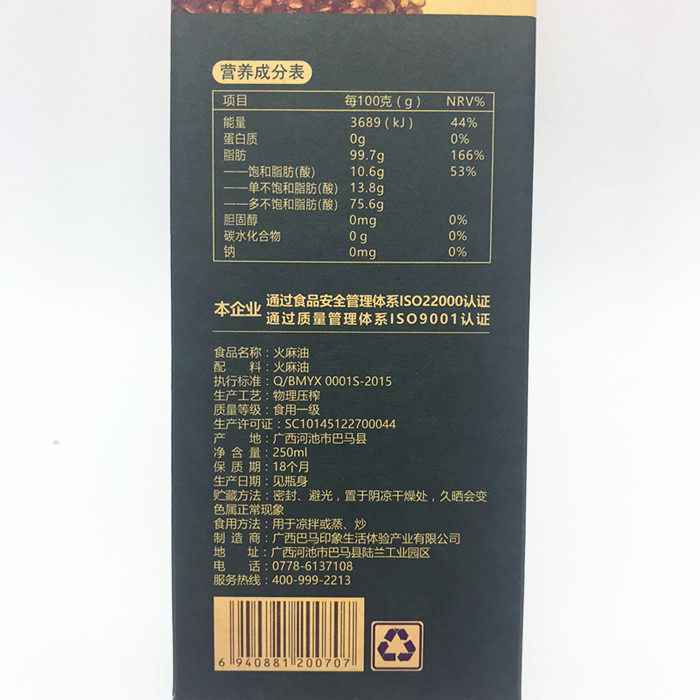 营养成分表
项目 每100克（g） NRV%
能量 3689（kJ） 44%
蛋白质 0g 0%
脂肪 99.7g 166%
——饱和脂肪(酸) 10.6g 53%
——单不饱和脂肪(酸) 13.8g
——多不饱和脂肪(酸) 75.6g
胆固醇 0mg 0%
碳水化合物 0 g 0%
钠 0mg 0%
本企业 通过食品安全管理体系ISO22000认证
通过质量管理体系ISO9001认证
食品名称：火麻油
配 料：火麻油
执行标准：Q/BMYX 0001S-2015
生产工艺：物理压榨
质量等级：食用一级
生产许可证：SC10145122700044
产 地：广西河池市巴马县
净 含 量：250ml
保 质 期：18个月
生产日期：见瓶身
贮藏方法：密封、避光，置于阴凉干燥处，久晒会变
色属正常现象
食用方法：用于凉拌或蒸、炒
制 造 商：广西巴马印象生活体验产业有限公司
地 址：广西河池市巴马县陆兰工业园区
电 话：0778-6137108
服务热线：400-999-2213
6 940881 200707